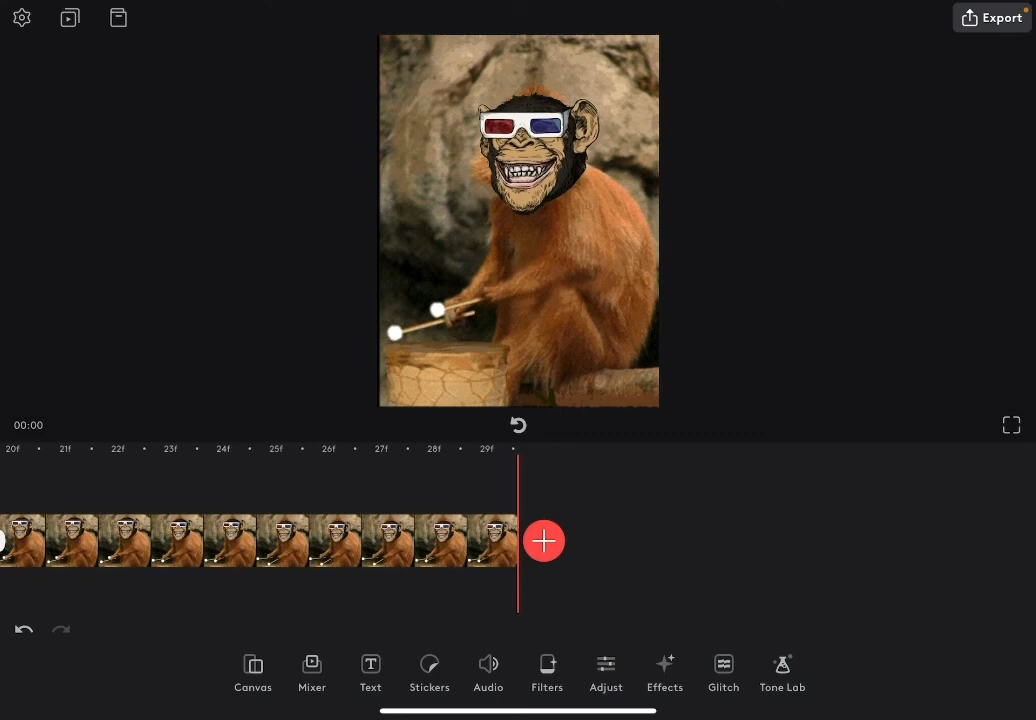 Export
00:00
20f 21f 22f 23f 24f 25f 26f 27f 28f 29f
Canvas Mixer Text Stickers Audio Filters Adjust Effects Glitch Tone Lab